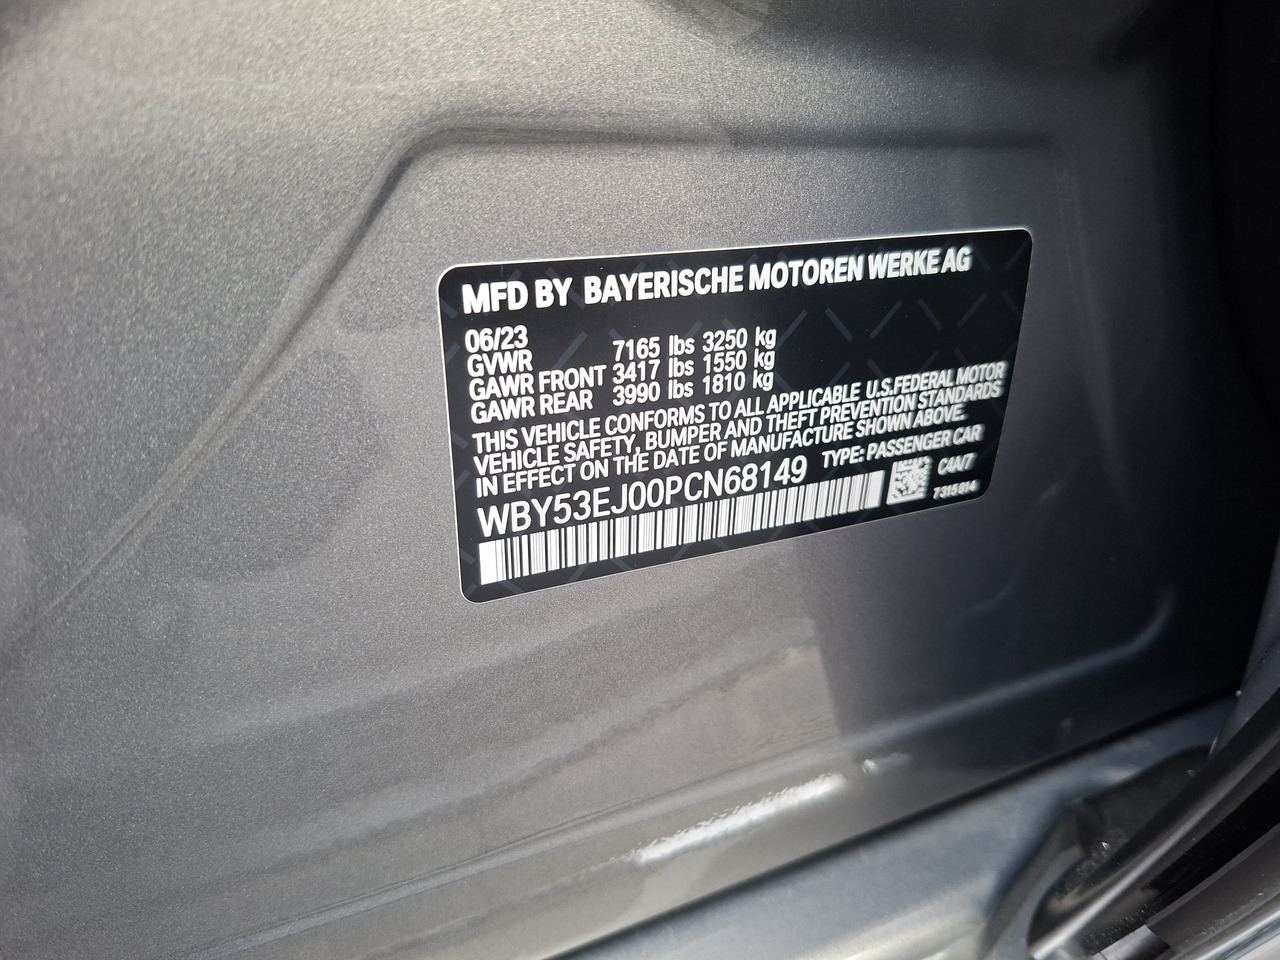 MFD BY BAYERISCHE MOTOREN WERKE AG
06/23
GVWR 7165 lbs 3250 kg
GAWR FRONT 3417 lbs 1550 kg
GAWR REAR 3990 lbs 1810 kg
THIS VEHICLE CONFORMS TO ALL APPLICABLE U.S.FEDERAL MOTOR
VEHICLE SAFETY, BUMPER AND THEFT PREVENTION STANDARDS
IN EFFECT ON THE DATE OF MANUFACTURE SHOWN ABOVE.
WBY53EJ00PCN68149 TYPE: PASSENGER CAR
C4A/7
7315814